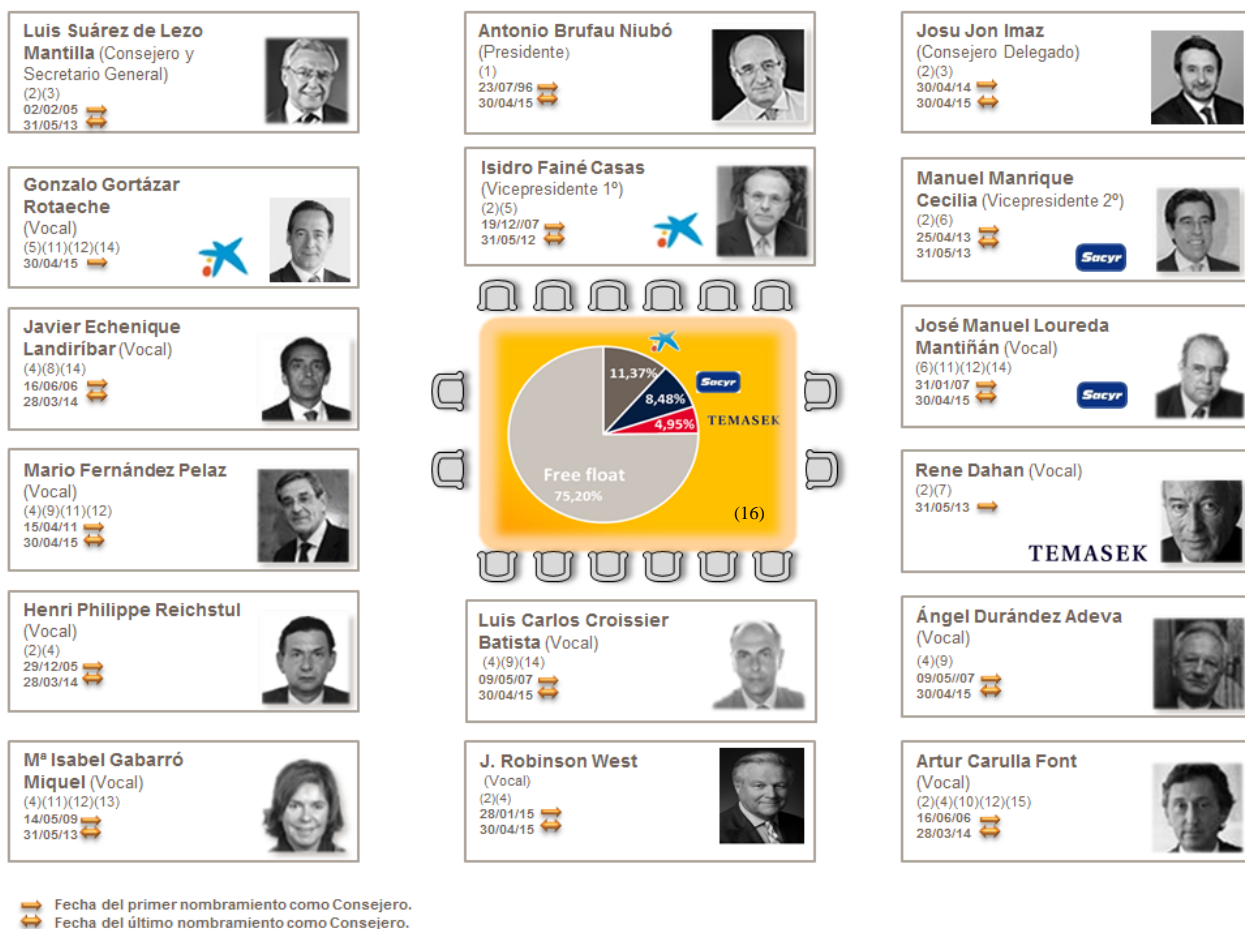 Luis Suárez de Lezo
Mantilla (Consejero y
Secretario General)
(2)(3)
02/02/05
31/05/13
Antonio Brufau Niubó
(Presidente)
(1)
23/07/96
30/04/15
Josu Jon Imaz
(Consejero Delegado)
(2)(3)
30/04/14
30/04/15
Gonzalo Gortázar
Rotaeche
(Vocal)
(5)(11)(12)(14)
30/04/15
Isidro Fainé Casas
(Vicepresidente 1º)
(2)(5)
19/12//07
31/05/12
Manuel Manrique
Cecilia (Vicepresidente 2º)
(2)(6)
25/04/13
31/05/13
Sacyr
Javier Echenique
Landiríbar (Vocal)
(4)(8)(14)
16/06/06
28/03/14
José Manuel Loureda
Mantiñán (Vocal)
(6)(11)(12)(14)
31/01/07
30/04/15
Sacyr
11,37%
Sacyr
8,48%
TEMASEK
4,95%
Free float
75,20%
(16)
Mario Fernández Pelaz
(Vocal)
(4)(9)(11)(12)
15/04/11
30/04/15
Rene Dahan (Vocal)
(2)(7)
31/05/13
TEMASEK
Henri Philippe Reichstul
(Vocal)
(2)(4)
29/12/05
28/03/14
Luis Carlos Croissier
Batista (Vocal)
(4)(9)(14)
09/05/07
30/04/15
Ángel Durández Adeva
(Vocal)
(4)(9)
09/05//07
30/04/15
Mª Isabel Gabarró
Miquel (Vocal)
(4)(11)(12)(13)
14/05/09
31/05/13
J. Robinson West
(Vocal)
(2)(4)
28/01/15
30/04/15
Artur Carulla Font
(Vocal)
(2)(4)(10)(12)(15)
16/06/06
28/03/14
Fecha del primer nombramiento como Consejero.
Fecha del último nombramiento como Consejero.